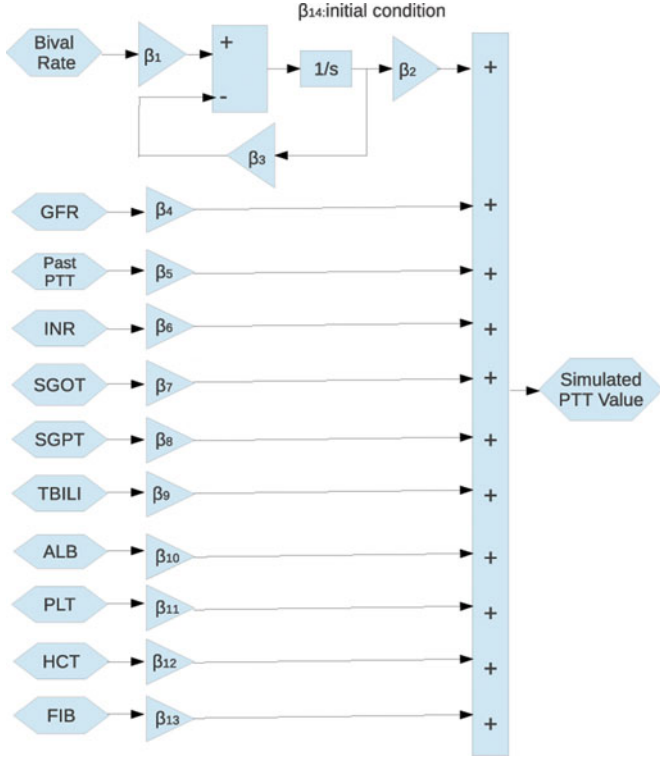 β14:initial condition
Bival
Rate
β1
+
-
1/s
β2
+
β3
GFR
β4
+
Past
PTT
β5
+
INR
β6
+
SGOT
β7
+
Simulated
PTT Value
SGPT
β8
+
TBILI
β9
+
ALB
β10
+
PLT
β11
+
HCT
β12
+
FIB
β13
+